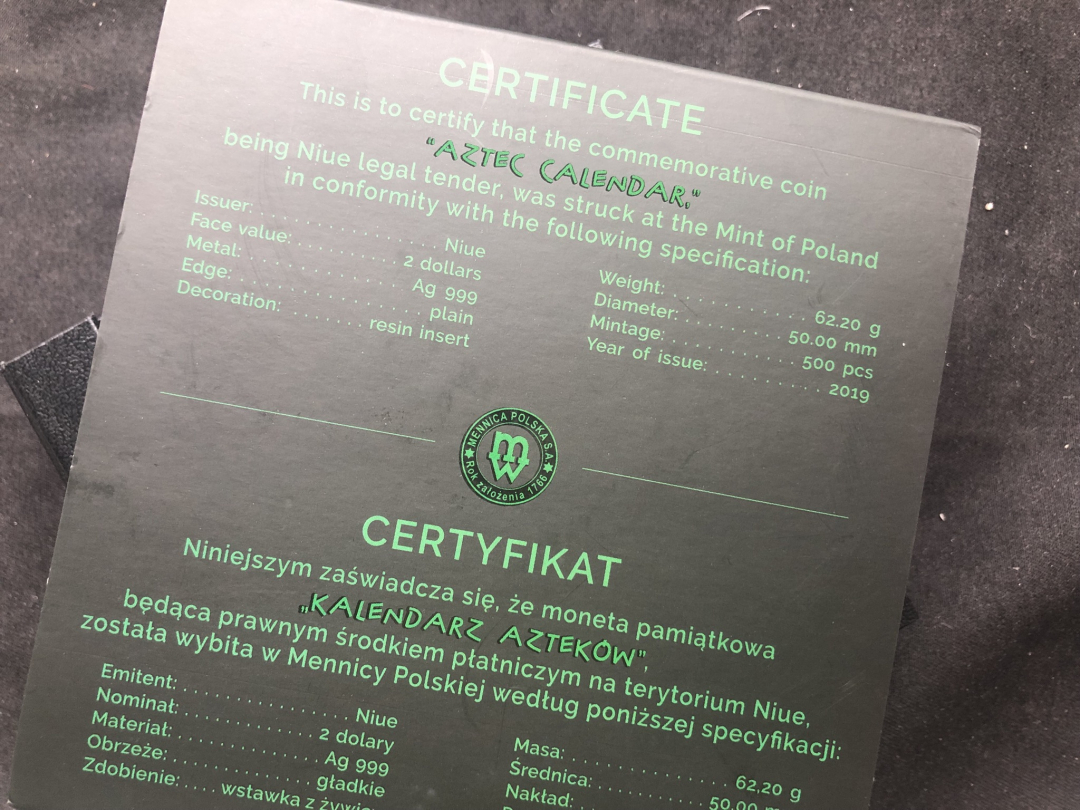 CERTIFICATE
This is to certify that the commemorative coin
"AZTEC CALENDAR,"
being Niue legal tender, was struck at the Mint of Poland
in conformity with the following specification:
Issuer: Niue
Face value: 2 dollars
Metal: Ag 999
Edge: plain
Decoration: resin insert
Weight: 62.20 g
Diameter: 50.00 mm
Mintage: 500 pcs
Year of issue: 2019
MENNICA POLSKA S.A.
mw
Rok założenia 1766
CERTYFIKAT
Niniejszym zaświadcza się, że moneta pamiątkowa
„KALENDARZ AZTEKÓW”,
będąca prawnym środkiem płatniczym na terytorium Niue,
została wybita w Mennicy Polskiej według poniższej specyfikacji:
Emitent: Niue
Nominał: 2 dolary
Materiał: Ag 999
Obrzeże: gładkie
Zdobienie: wstawka z
Masa: 62,20 g
Średnica: 50,00
Nakład: